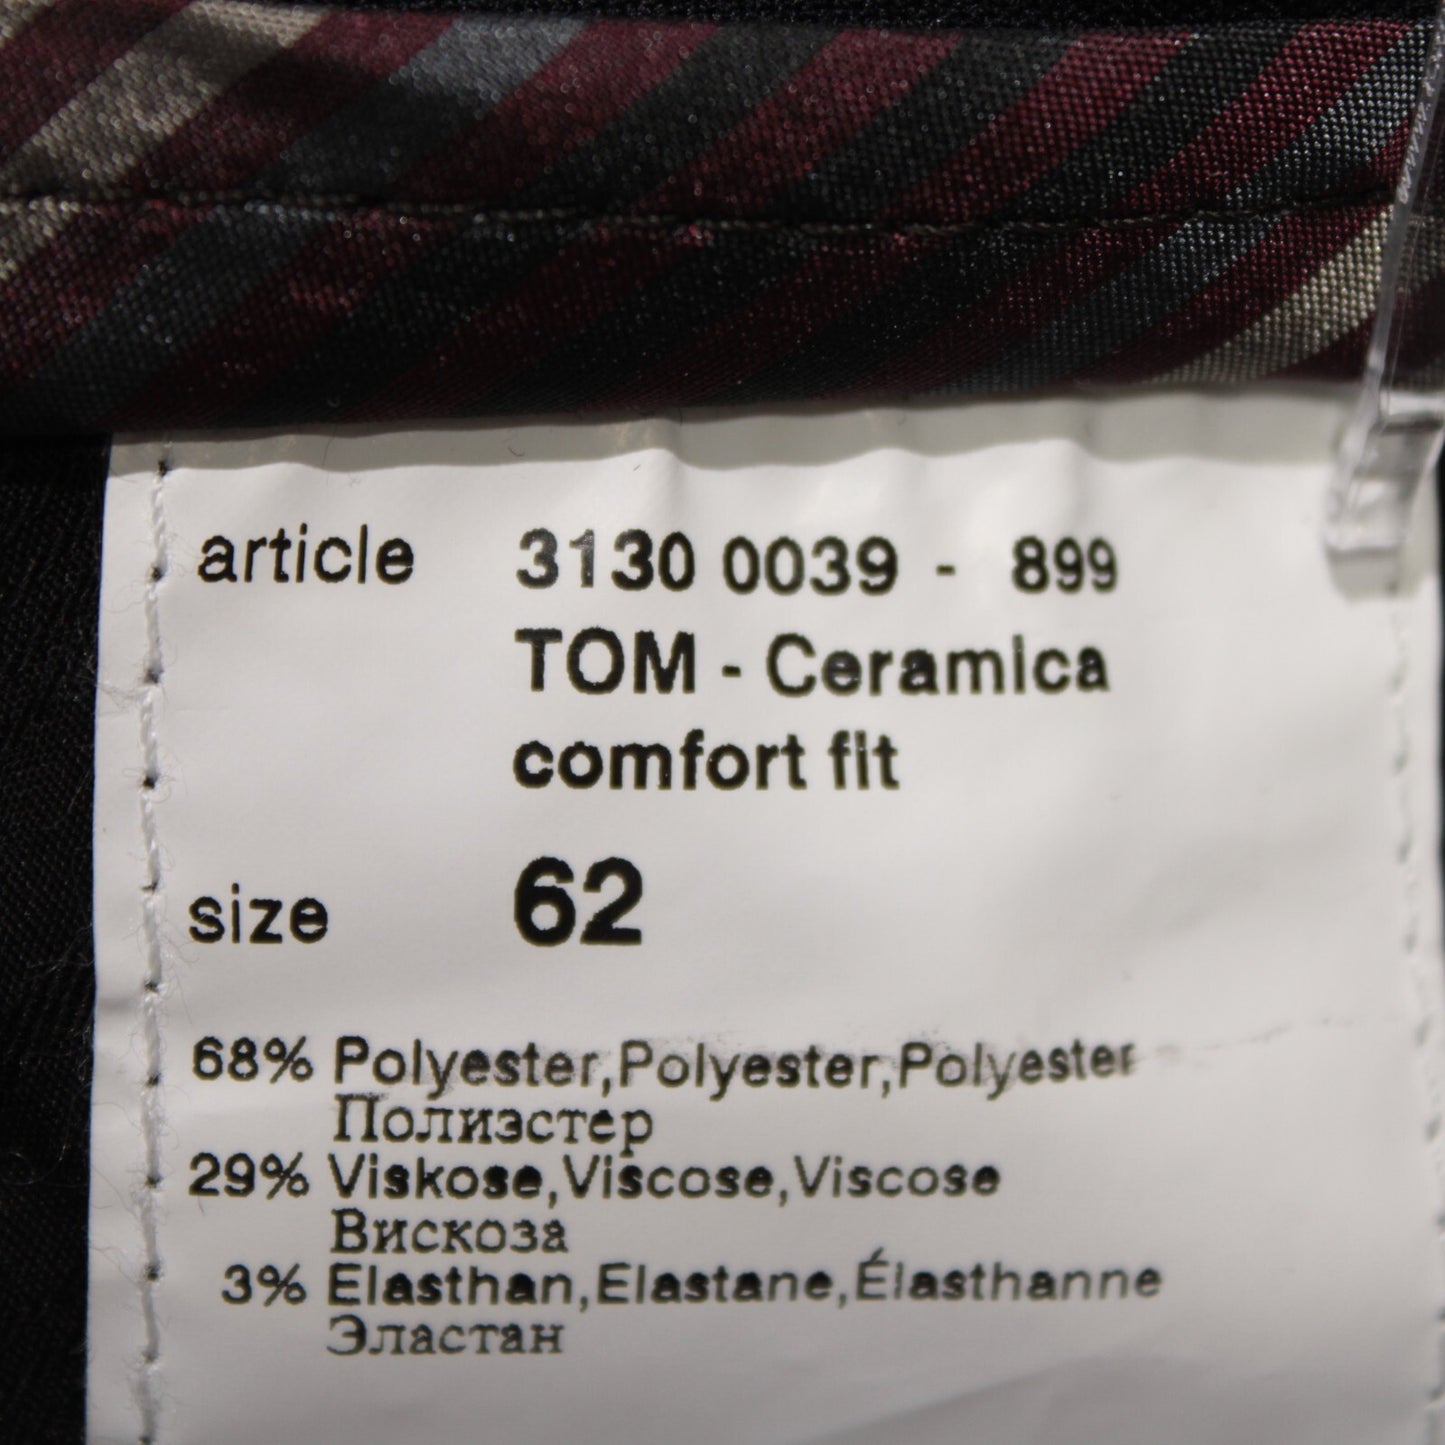 article 3130 0039 - 899
TOM - Ceramica
comfort fit
size 62
68% Polyester,Polyester,Polyester
Полиэстер
29% Viskose,Viscose,Viscose
Вискоза
3% Elasthan,Elastane,Élasthanne
Эластан